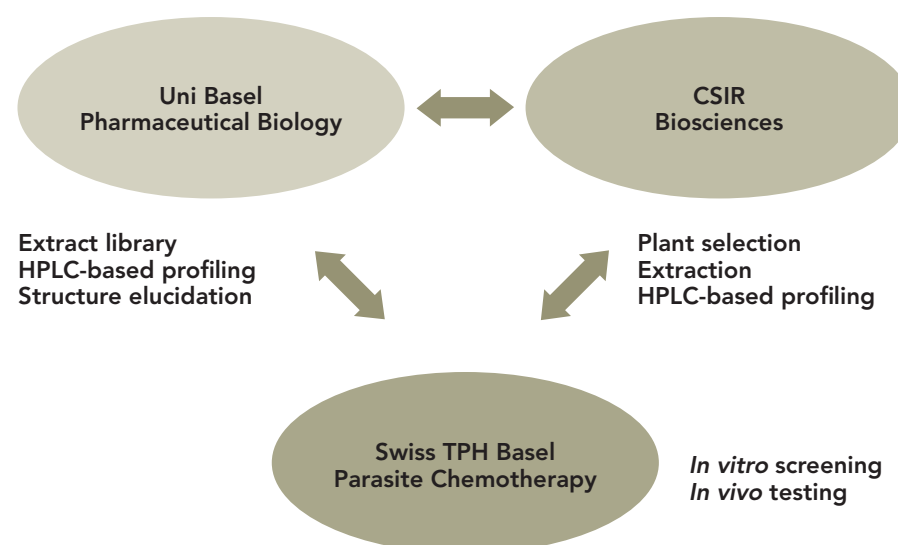 Uni Basel
Pharmaceutical Biology
CSIR
Biosciences
Extract library
HPLC-based profiling
Structure elucidation
Plant selection
Extraction
HPLC-based profiling
Swiss TPH Basel
Parasite Chemotherapy
In vitro screening
In vivo testing